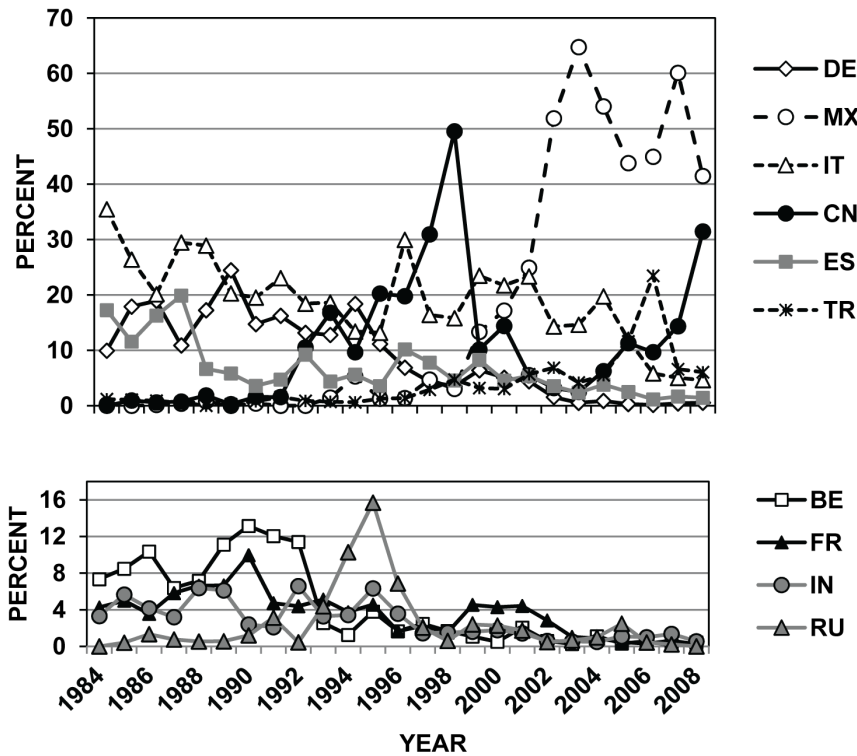 70
60
50
40
30
20
10
0
PERCENT
DE
MX
IT
CN
ES
TR
16
12
8
4
0
PERCENT
BE
FR
IN
RU
1984 1986 1988 1990 1992 1994 1996 1998 2000 2002 2004 2006 2008
YEAR